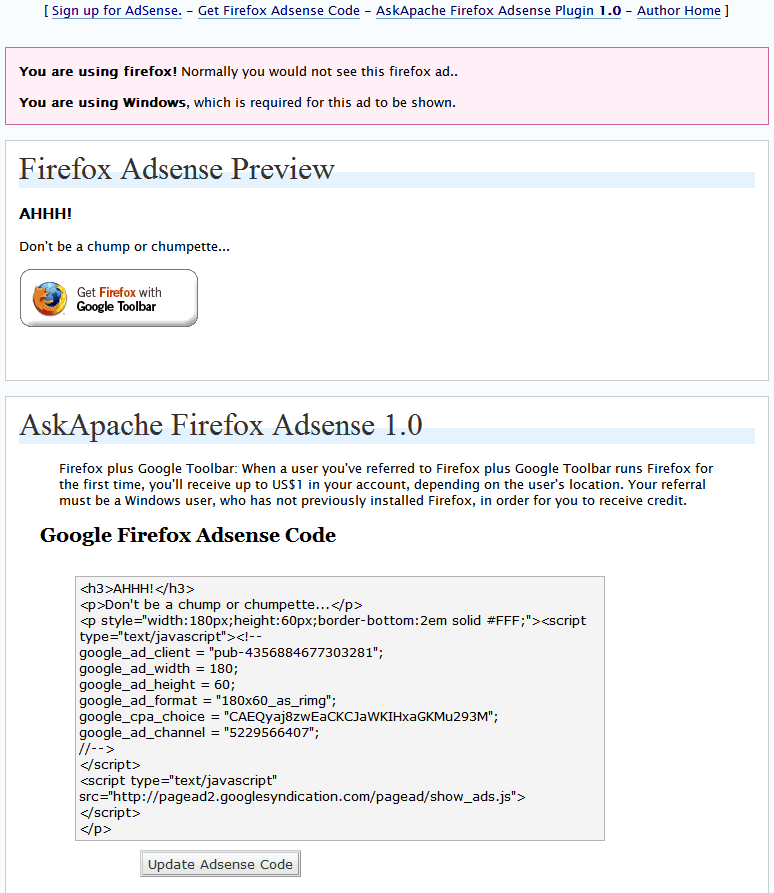 [ Sign up for AdSense. – Get Firefox Adsense Code – AskApache Firefox Adsense Plugin 1.0 – Author Home ]
You are using firefox! Normally you would not see this firefox ad..
You are using Windows, which is required for this ad to be shown.
Firefox Adsense Preview
AHHH!
Don't be a chump or chumpette...
Get Firefox with
Google Toolbar
AskApache Firefox Adsense 1.0
Firefox plus Google Toolbar: When a user you've referred to Firefox plus Google Toolbar runs Firefox for
the first time, you'll receive up to US$1 in your account, depending on the user's location. Your referral
must be a Windows user, who has not previously installed Firefox, in order for you to receive credit.
Google Firefox Adsense Code
<h3>AHHH!</h3>
<p>Don't be a chump or chumpette...</p>
<p style="width:180px;height:60px;border-bottom:2em solid #FFF;"><script
type="text/javascript"><!--
google_ad_client = "pub-4356884677303281";
google_ad_width = 180;
google_ad_height = 60;
google_ad_format = "180x60_as_rimg";
google_cpa_choice = "CAEQyaj8zwEaCKCJaWKIHxaGKMu293M";
google_ad_channel = "5229566407";
//-->
</script>
<script type="text/javascript"
src="http://pagead2.googlesyndication.com/pagead/show_ads.js">
</script>
</p>
Update Adsense Code